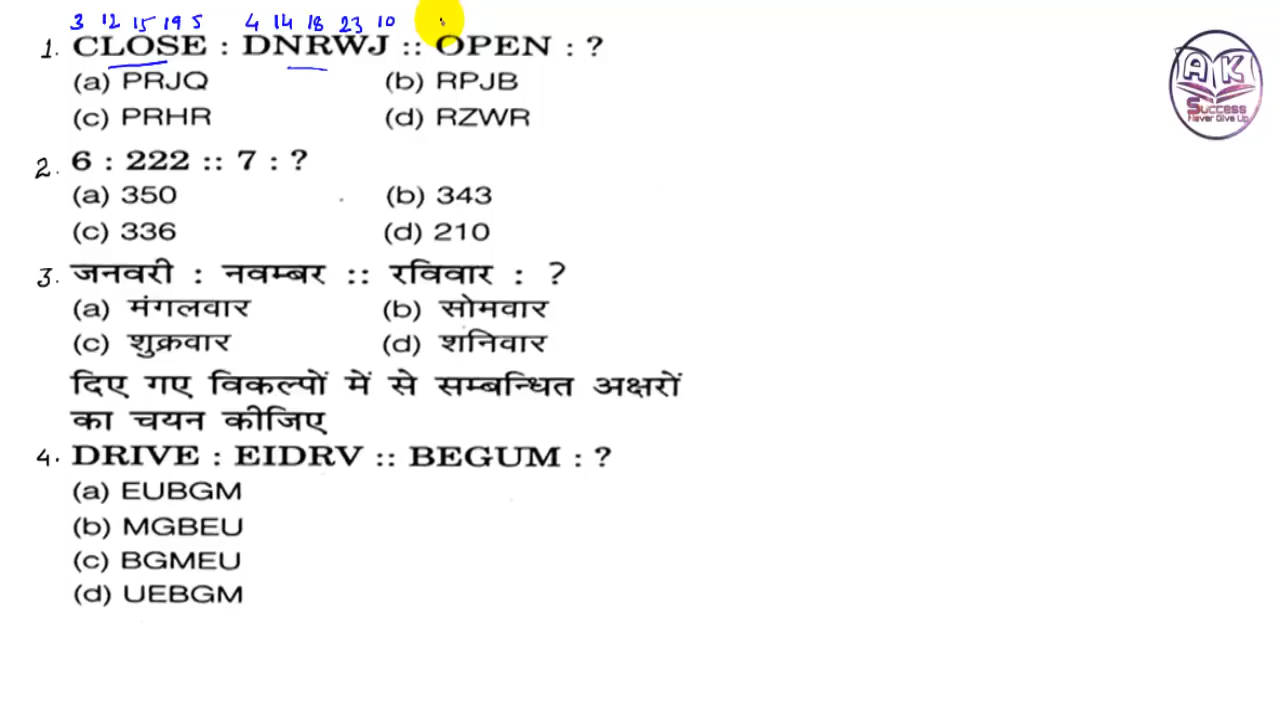 3 12 15 19 5 4 14 18 23 10
1. CLOSE : DNRWJ :: OPEN : ?
(a) PRJQ (b) RPJB
(c) PRHR (d) RZWR
2. 6 : 222 :: 7 : ?
(a) 350 (b) 343
(c) 336 (d) 210
3. जनवरी : नवम्बर :: रविवार : ?
(a) मंगलवार (b) सोमवार
(c) शुक्रवार (d) शनिवार
दिए गए विकल्पों में से सम्बन्धित अक्षरों
का चयन कीजिए
4. DRIVE : EIDRV :: BEGUM : ?
(a) EUBGM
(b) MGBEU
(c) BGMEU
(d) UEBGM
AK
Success
Never Give Up